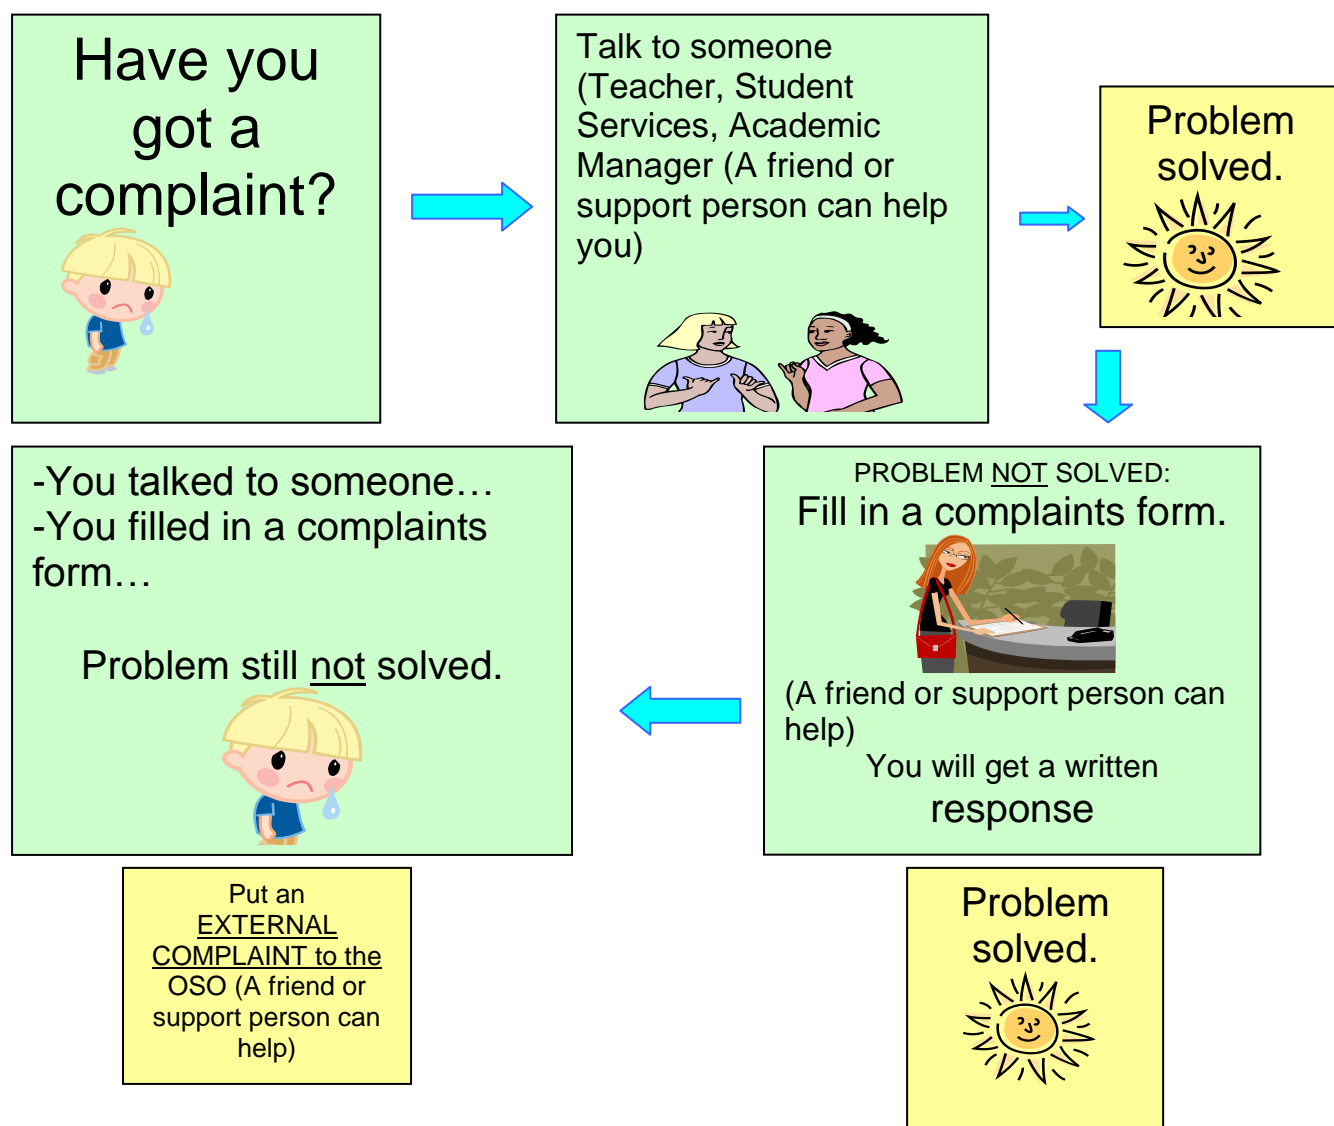 Have you
got a
complaint?
Talk to someone
(Teacher, Student
Services, Academic
Manager (A friend or
support person can help
you)
Problem
solved.
PROBLEM NOT SOLVED:
Fill in a complaints form.
(A friend or support person can
help)
You will get a written
response
-You talked to someone…
-You filled in a complaints
form…
Problem still not solved.
Put an
EXTERNAL
COMPLAINT to the
OSO (A friend or
support person can
help)
Problem
solved.